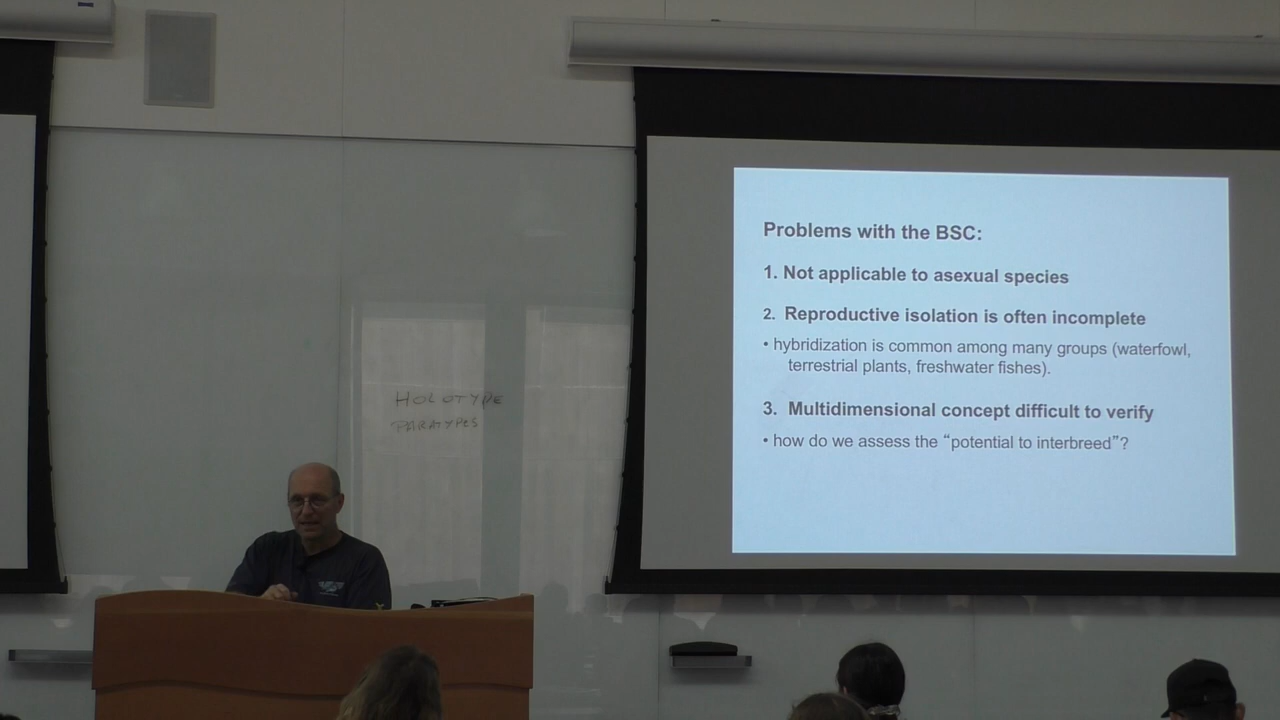 HOLOTYPE
PARATYPES
Problems with the BSC:
1. Not applicable to asexual species
2. Reproductive isolation is often incomplete
• hybridization is common among many groups (waterfowl,
terrestrial plants, freshwater fishes).
3. Multidimensional concept difficult to verify
• how do we assess the “potential to interbreed”?